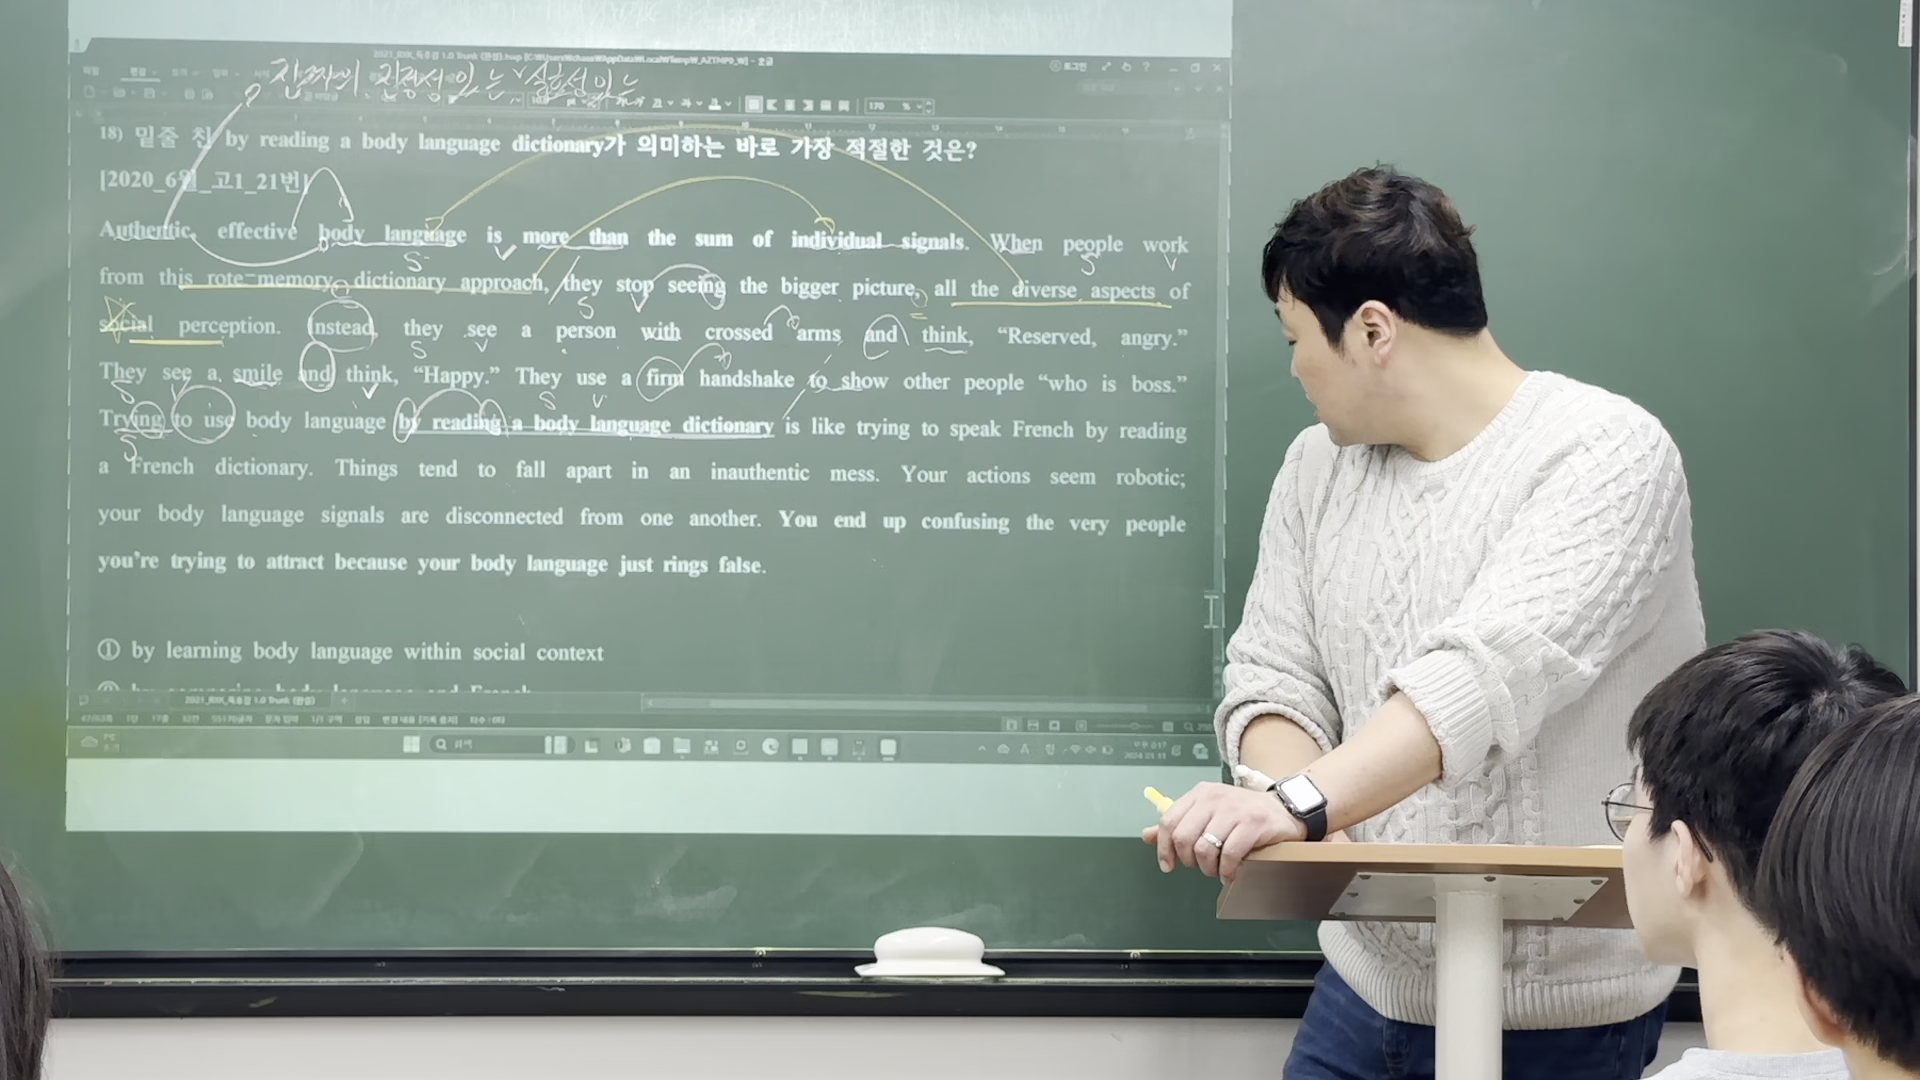 진짜의, 진정성 있는, 실효성 있는
18) 밑줄 친 by reading a body language dictionary가 의미하는 바로 가장 적절한 것은?
[2020_6월_고1_21번]
Authentic, effective body language is more than the sum of individual signals. When people work
from this rote-memory, dictionary approach, they stop seeing the bigger picture, all the diverse aspects of
social perception. Instead, they see a person with crossed arms and think, “Reserved, angry.”
They see a smile and think, “Happy.” They use a firm handshake to show other people “who is boss.”
Trying to use body language by reading a body language dictionary is like trying to speak French by reading
a French dictionary. Things tend to fall apart in an inauthentic mess. Your actions seem robotic;
your body language signals are disconnected from one another. You end up confusing the very people
you’re trying to attract because your body language just rings false.
① by learning body language within social context
② by comparing body language and French